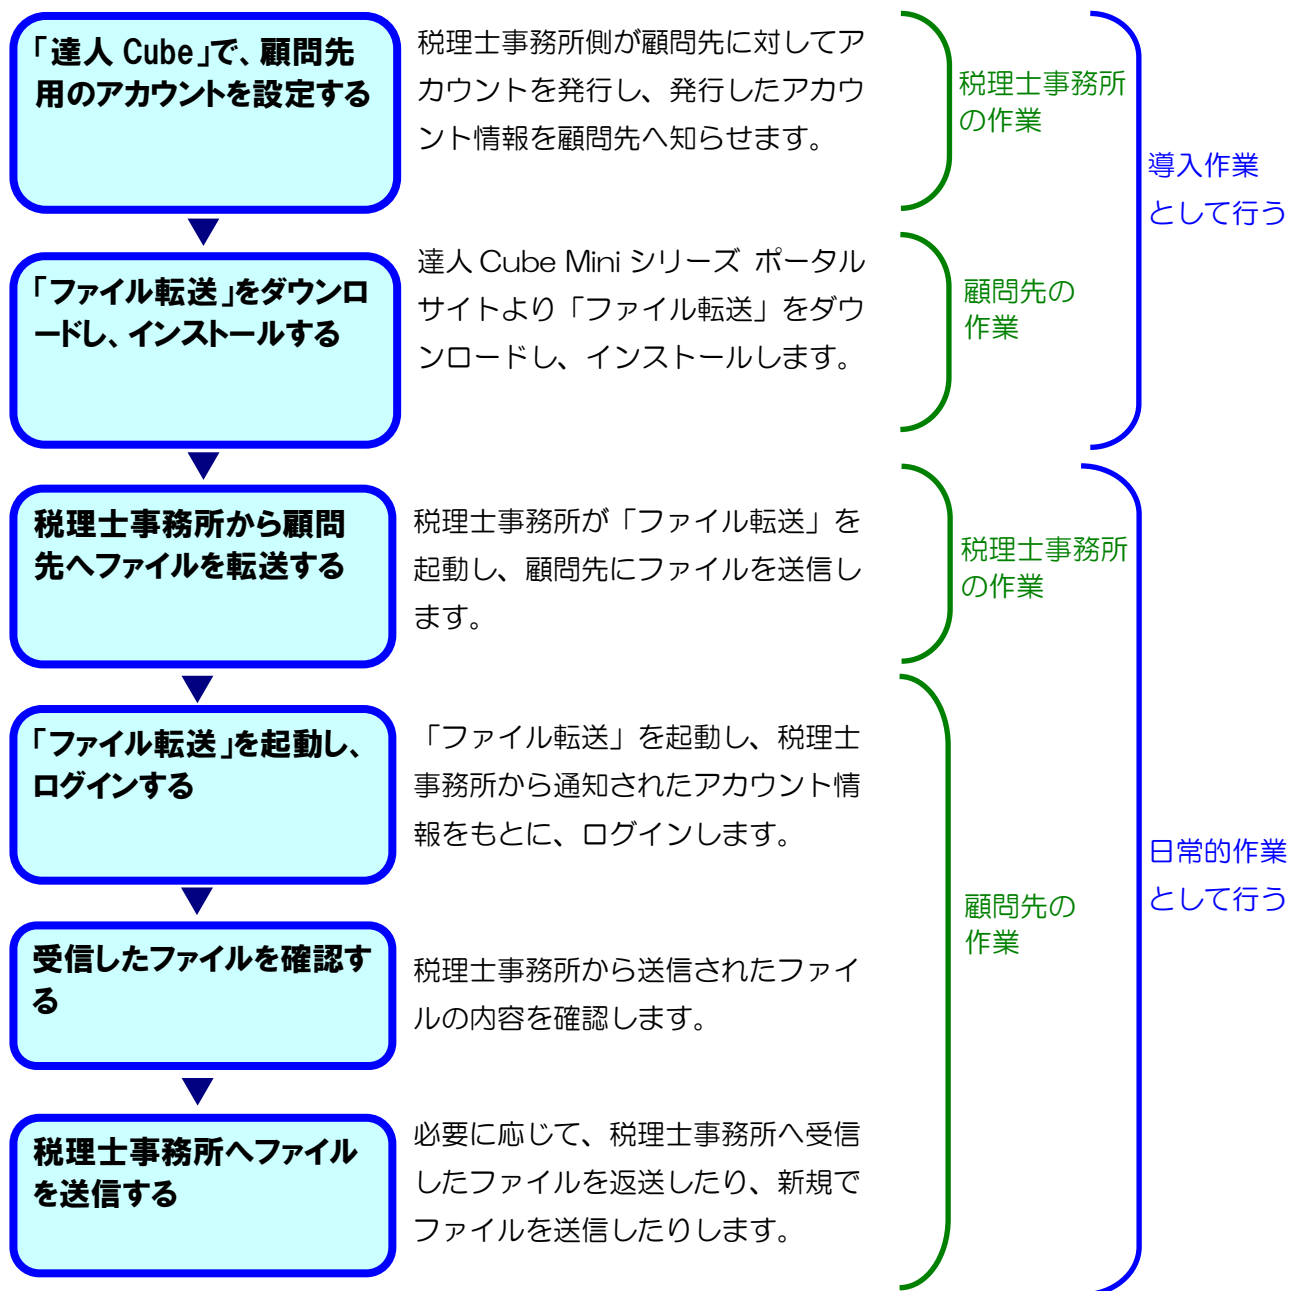 「達人 Cube」で、顧問先
用のアカウントを設定する
税理士事務所側が顧問先に対してア
カウントを発行し、発行したアカウ
ント情報を顧問先へ知らせます。
税理士事務所
の作業
導入作業
として行う
「ファイル転送」をダウンロ
ードし、インストールする
達人 Cube Mini シリーズ ポータル
サイトより「ファイル転送」をダウ
ンロードし、インストールします。
顧問先の
作業
税理士事務所から顧問
先へファイルを転送する
税理士事務所が「ファイル転送」を
起動し、顧問先にファイルを送信し
ます。
税理士事務所
の作業
「ファイル転送」を起動し、
ログインする
「ファイル転送」を起動し、税理士
事務所から通知されたアカウント情
報をもとに、ログインします。
日常的作業
として行う
顧問先の
作業
受信したファイルを確認す
る
税理士事務所から送信されたファイ
ルの内容を確認します。
税理士事務所へファイル
を送信する
必要に応じて、税理士事務所へ受信
したファイルを返送したり、新規で
ファイルを送信したりします。